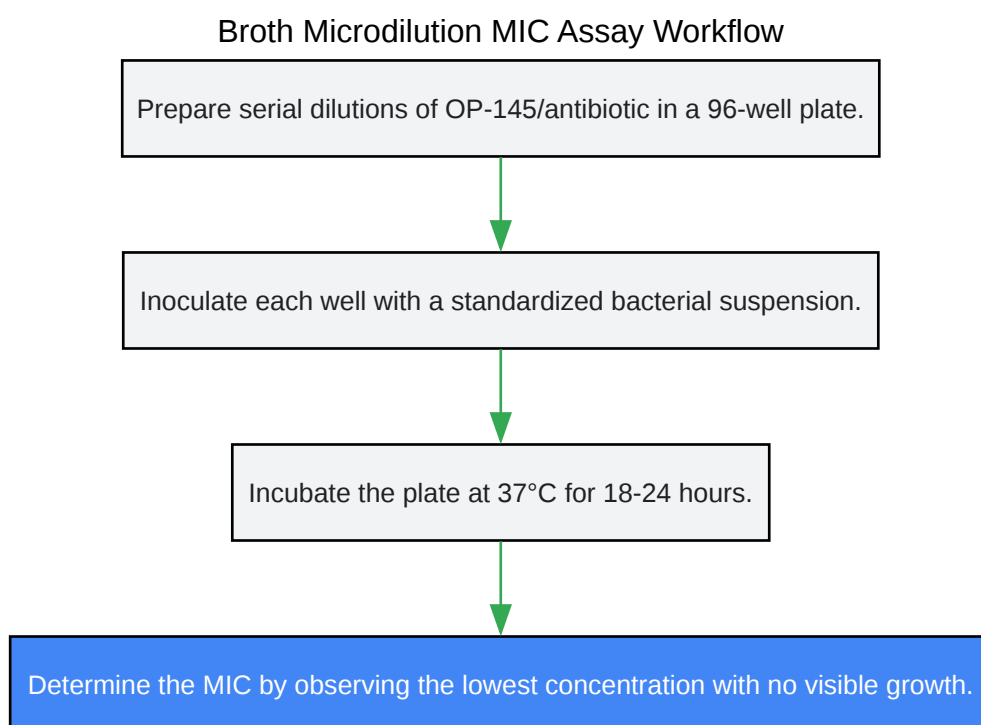 Broth Microdilution MIC Assay Workflow
Prepare serial dilutions of OP-145/antibiotic in a 96-well plate.
Inoculate each well with a standardized bacterial suspension.
Incubate the plate at 37°C for 18-24 hours.
Determine the MIC by observing the lowest concentration with no visible growth.